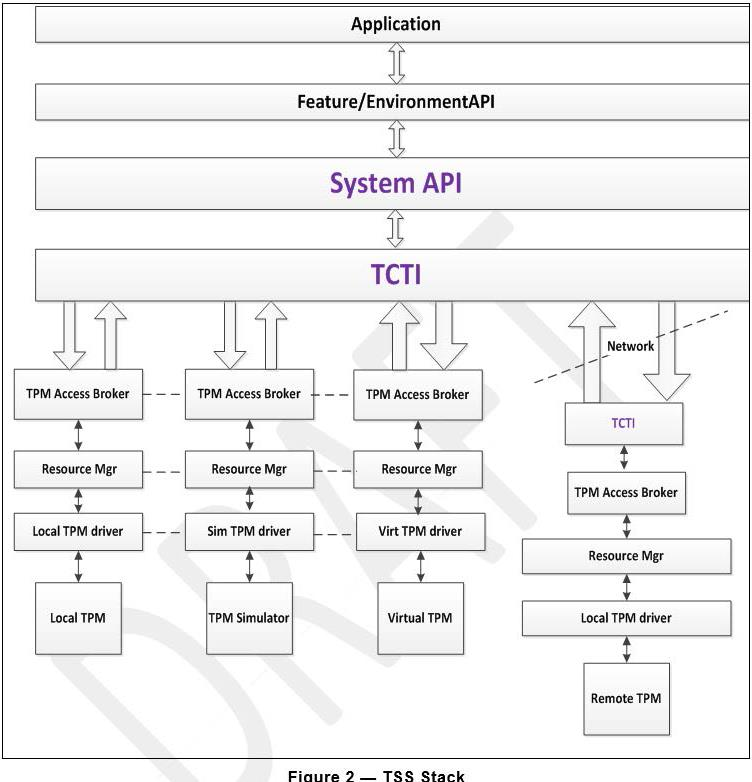 Application
Feature/EnvironmentAPI
System API
TCTI
Network
TPM Access Broker
TPM Access Broker
TPM Access Broker
TCTI
Resource Mgr
Resource Mgr
Resource Mgr
TPM Access Broker
Local TPM driver
Sim TPM driver
Virt TPM driver
Resource Mgr
Local TPM
TPM Simulator
Virtual TPM
Local TPM driver
Remote TPM
DRAFT
Figure 2 — TSS Stack